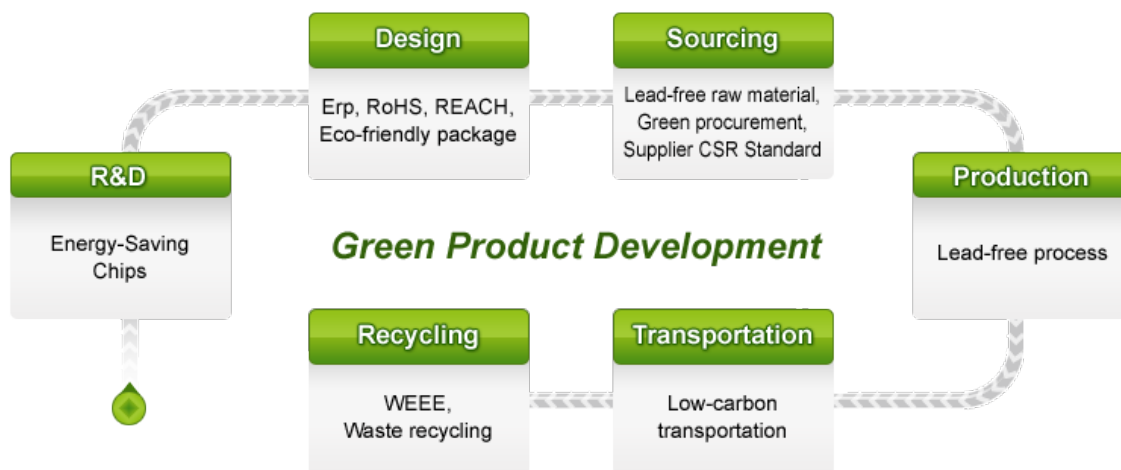 Design
Erp, RoHS, REACH,
Eco-friendly package
Sourcing
Lead-free raw material,
Green procurement,
Supplier CSR Standard
R&D
Energy-Saving
Chips
Production
Lead-free process
Green Product Development
Recycling
WEEE,
Waste recycling
Transportation
Low-carbon
transportation